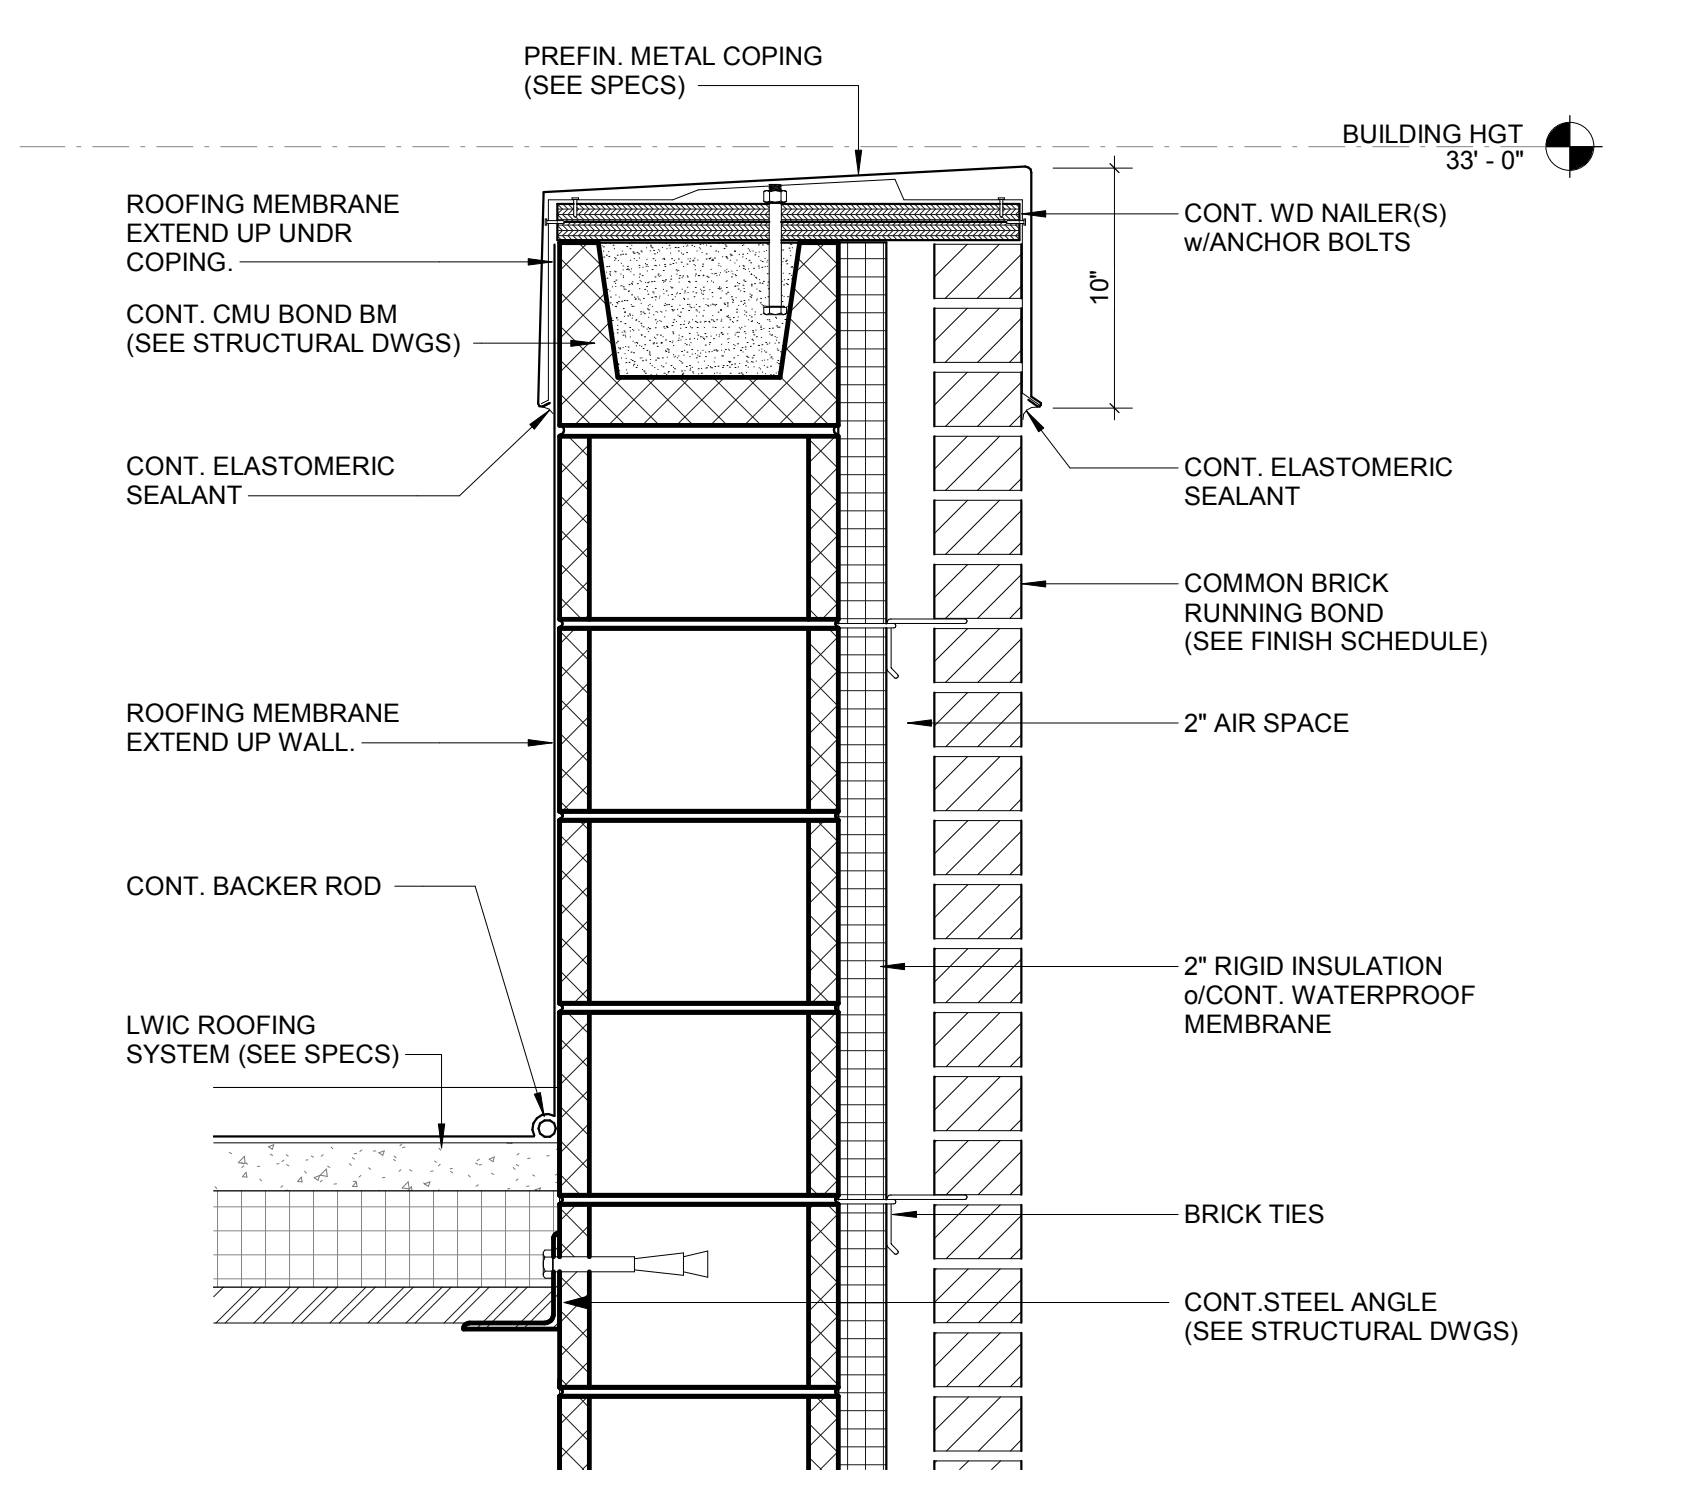 PREFIN. METAL COPING
(SEE SPECS)
BUILDING HGT
33' - 0"
ROOFING MEMBRANE
EXTEND UP UNDR
COPING.
CONT. WD NAILER(S)
w/ANCHOR BOLTS
10"
CONT. CMU BOND BM
(SEE STRUCTURAL DWGS)
CONT. ELASTOMERIC
SEALANT
CONT. ELASTOMERIC
SEALANT
COMMON BRICK
RUNNING BOND
(SEE FINISH SCHEDULE)
ROOFING MEMBRANE
EXTEND UP WALL.
2" AIR SPACE
CONT. BACKER ROD
2" RIGID INSULATION
o/CONT. WATERPROOF
MEMBRANE
LWIC ROOFING
SYSTEM (SEE SPECS)
BRICK TIES
CONT.STEEL ANGLE
(SEE STRUCTURAL DWGS)